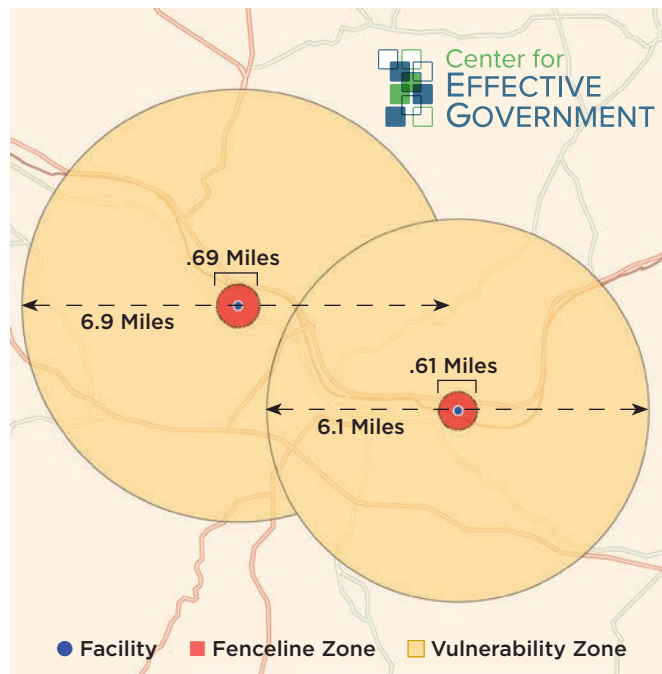 Center for
EFFECTIVE
GOVERNMENT
.69 Miles
6.9 Miles
.61 Miles
6.1 Miles
Facility
Fenceline Zone
Vulnerability Zone